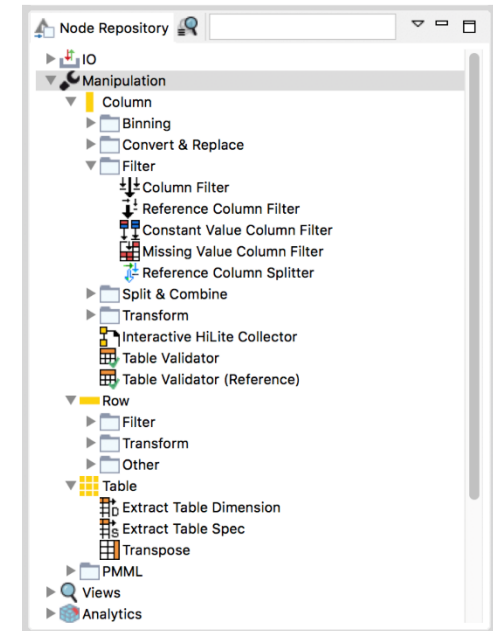 Node Repository
IO
Manipulation
Column
Binning
Convert & Replace
Filter
Column Filter
Reference Column Filter
Constant Value Column Filter
Missing Value Column Filter
Reference Column Splitter
Split & Combine
Transform
Interactive HiLite Collector
Table Validator
Table Validator (Reference)
Row
Filter
Transform
Other
Table
D Extract Table Dimension
S Extract Table Spec
Transpose
PMML
Views
Analytics